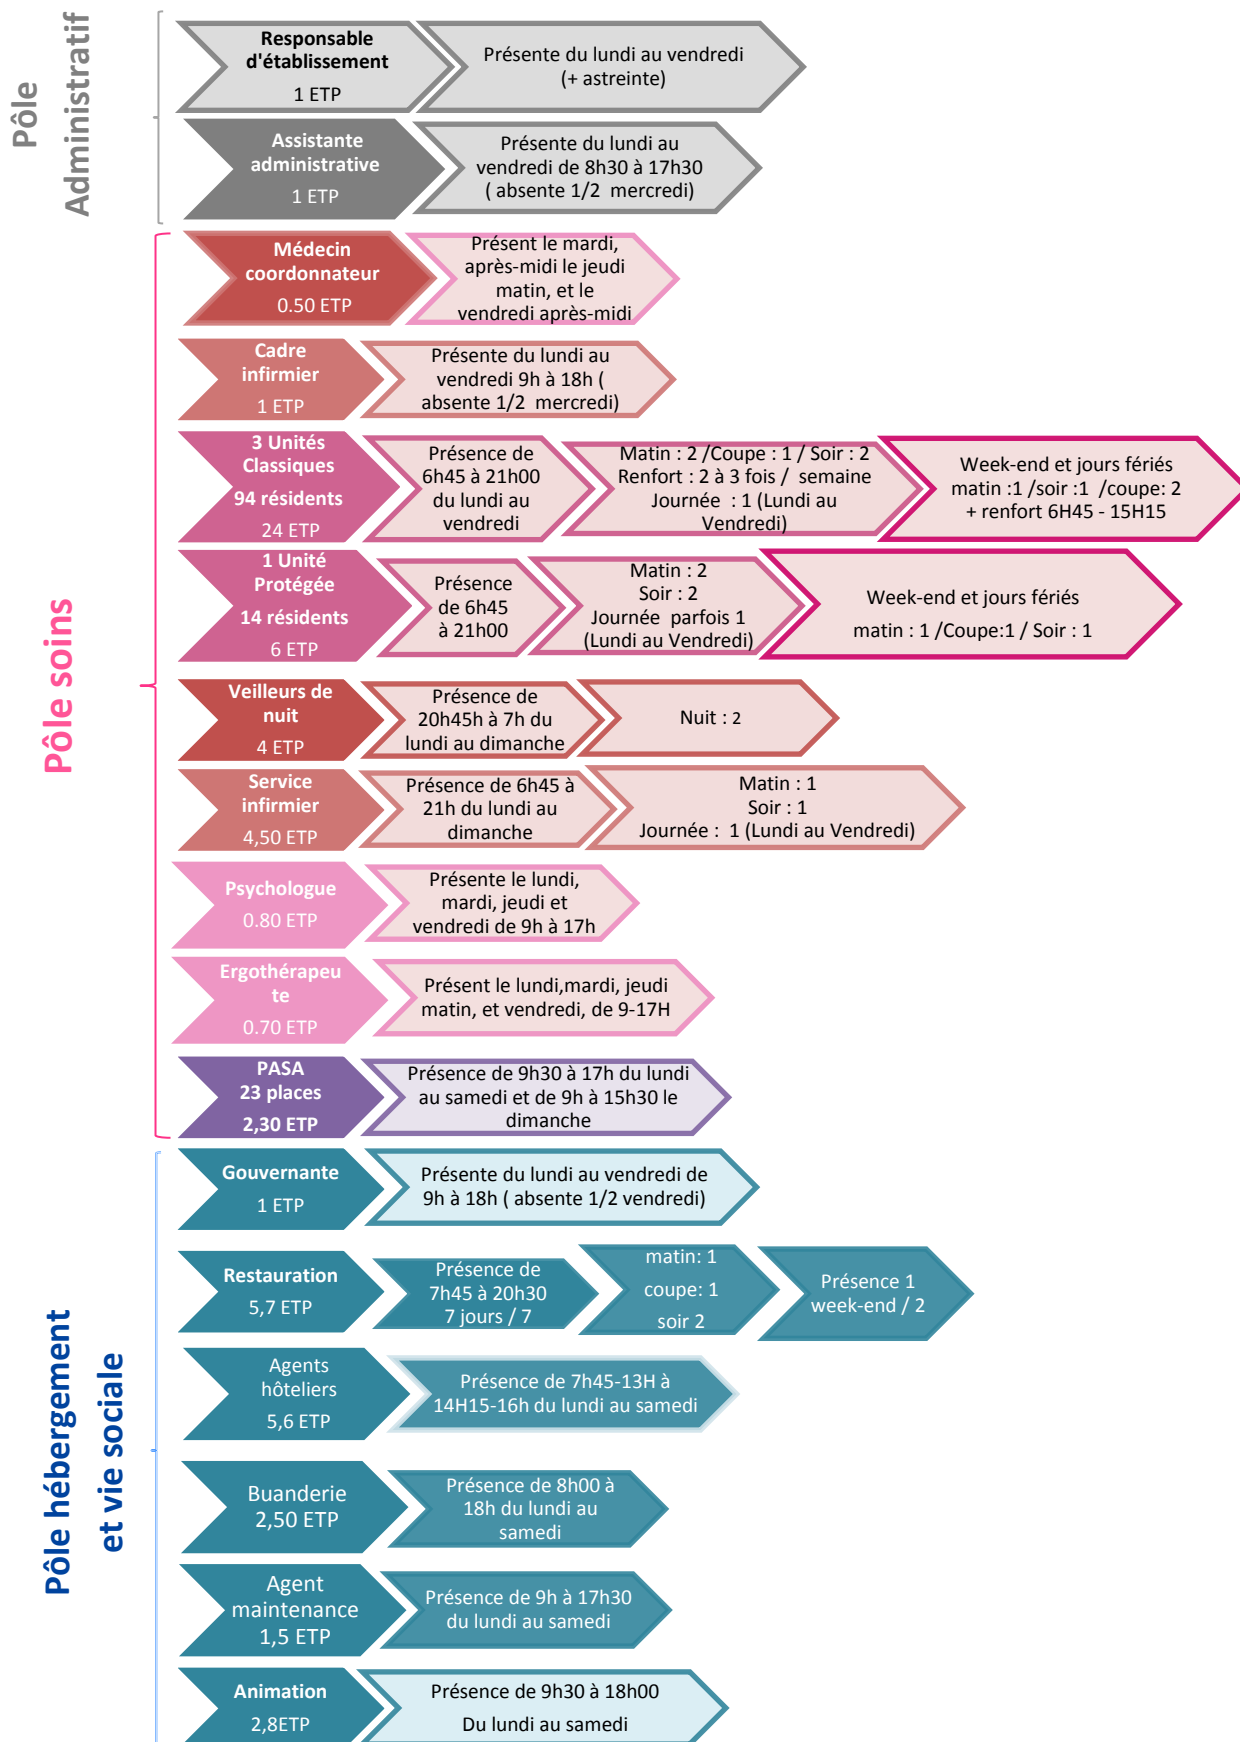 Pôle
Administratif
Responsable
d'établissement
1 ETP
Présente du lundi au vendredi
(+ astreinte)
Assistante
administrative
1 ETP
Présente du lundi au
vendredi de 8h30 à 17h30
( absente 1/2  mercredi)
Pôle soins
Médecin
coordonnateur
0.50 ETP
Présent le mardi,
après-midi le jeudi
matin, et le
vendredi après-midi
Cadre
infirmier
1 ETP
Présente du lundi au
vendredi 9h à 18h (
absente 1/2  mercredi)
3 Unités
Classiques
94 résidents
24 ETP
Présence de
6h45 à 21h00
du lundi au
vendredi
Matin : 2 /Coupe : 1 / Soir : 2
Renfort : 2 à 3 fois /  semaine
Journée  : 1 (Lundi au
Vendredi)
Week-end et jours fériés
matin :1 /soir :1  /coupe: 2
+ renfort 6H45 - 15H15
1 Unité
Protégée
14 résidents
6 ETP
Présence
de 6h45
à 21h00
Matin : 2
Soir : 2
Journée  parfois 1
(Lundi au Vendredi)
Week-end et jours fériés
matin : 1 /Coupe:1 / Soir : 1
Veilleurs de
nuit
4 ETP
Présence de
20h45h à 7h du
lundi au dimanche
Nuit : 2
Service
infirmier
4,50 ETP
Présence de 6h45 à
21h du lundi au
dimanche
Matin : 1
Soir : 1
Journée :  1 (Lundi au Vendredi)
Psychologue
0.80 ETP
Présente le lundi,
mardi, jeudi et
vendredi de 9h à 17h
Ergothérapeu
te
0.70 ETP
Présent le lundi,mardi, jeudi
matin, et vendredi, de 9-17H
PASA
23 places
2,30 ETP
Présence de 9h30 à 17h du lundi
au samedi et de 9h à 15h30 le
dimanche
Pôle hébergement
et vie sociale
Gouvernante
1 ETP
Présente du lundi au vendredi de
9h à 18h ( absente 1/2 vendredi)
Restauration
5,7 ETP
Présence de
7h45 à 20h30
7 jours / 7
matin: 1
coupe: 1
soir 2
Présence 1
week-end / 2
Agents
hôteliers
5,6 ETP
Présence de 7h45-13H à
14H15-16h du lundi au samedi
Buanderie
2,50 ETP
Présence de 8h00 à
18h du lundi au
samedi
Agent
maintenance
1,5 ETP
Présence de 9h à 17h30
du lundi au samedi
Animation
2,8ETP
Présence de 9h30 à 18h00
Du lundi au samedi